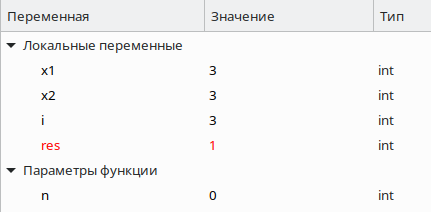 Переменная Значение Тип
Локальные переменные
x1 3 int
x2 3 int
i 3 int
res 1 int
Параметры функции
n 0 int